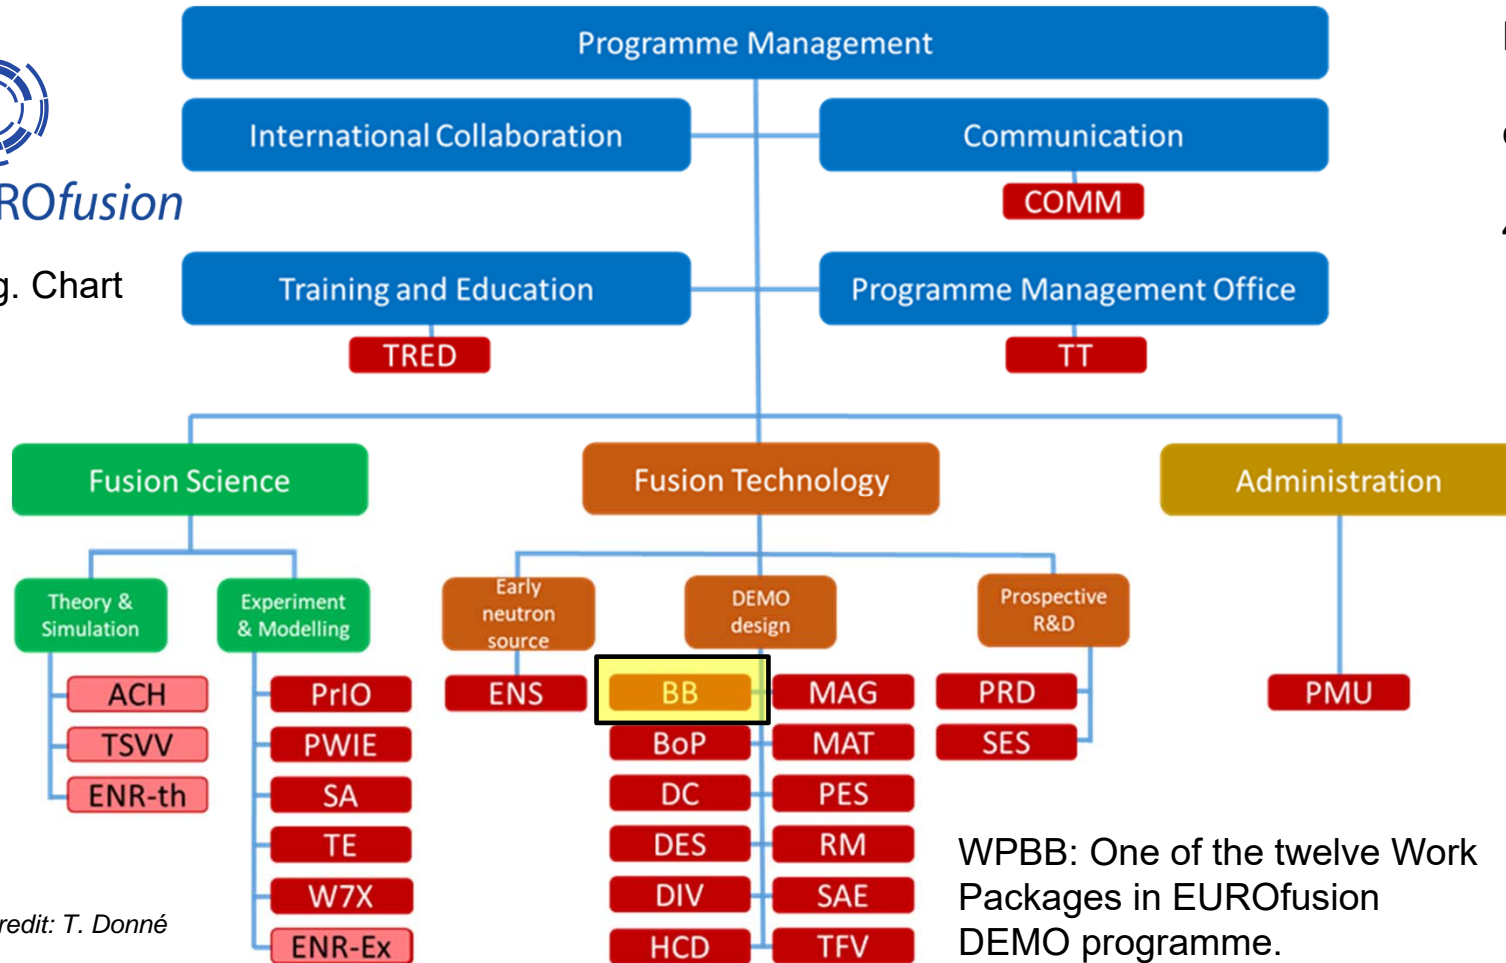 Programme Management
International Collaboration
Communication
COMM
ROfusion
g. Chart
Training and Education
Programme Management Office
TRED
TT
Fusion Science
Fusion Technology
Administration
Theory &
Simulation
Experiment
& Modelling
Early
neutron
source
DEMO
design
Prospective
R&D
ACH
TSVV
ENR-th
PrIO
PWIE
SA
TE
W7X
ENR-Ex
ENS
BB
BoP
DC
DES
DIV
HCD
MAG
MAT
PES
RM
SAE
TFV
PRD
SES
PMU
WPBB: One of the twelve Work
Packages in EUROfusion
DEMO programme.
redit: T. Donné